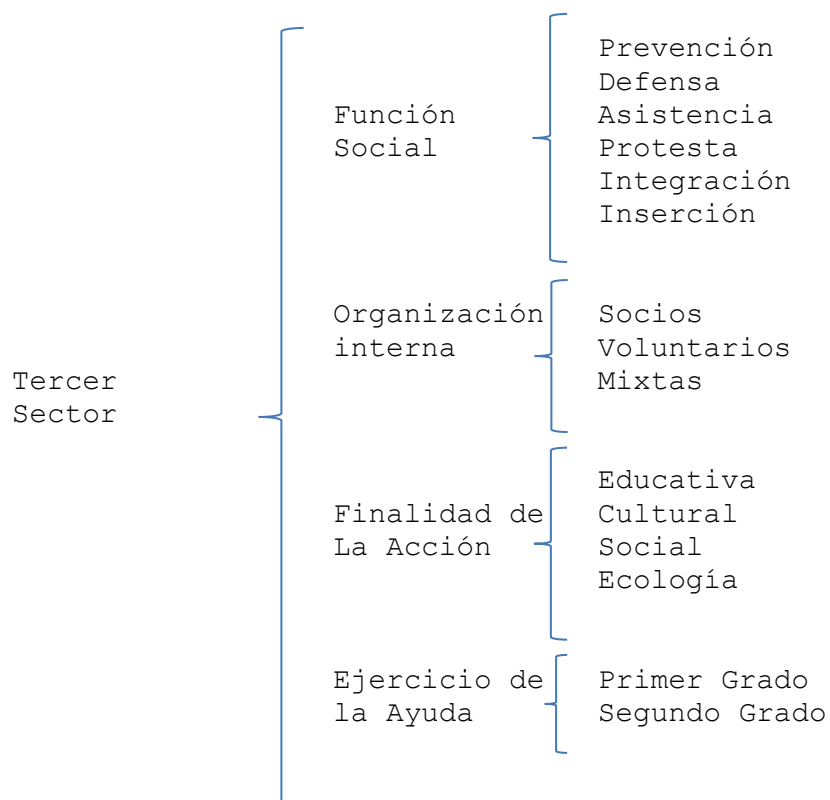 Tercer
Sector
Función
Social
Prevención
Defensa
Asistencia
Protesta
Integración
Inserción
Organización
interna
Socios
Voluntarios
Mixtas
Finalidad de
La Acción
Educativa
Cultural
Social
Ecología
Ejercicio de
la Ayuda
Primer Grado
Segundo Grado